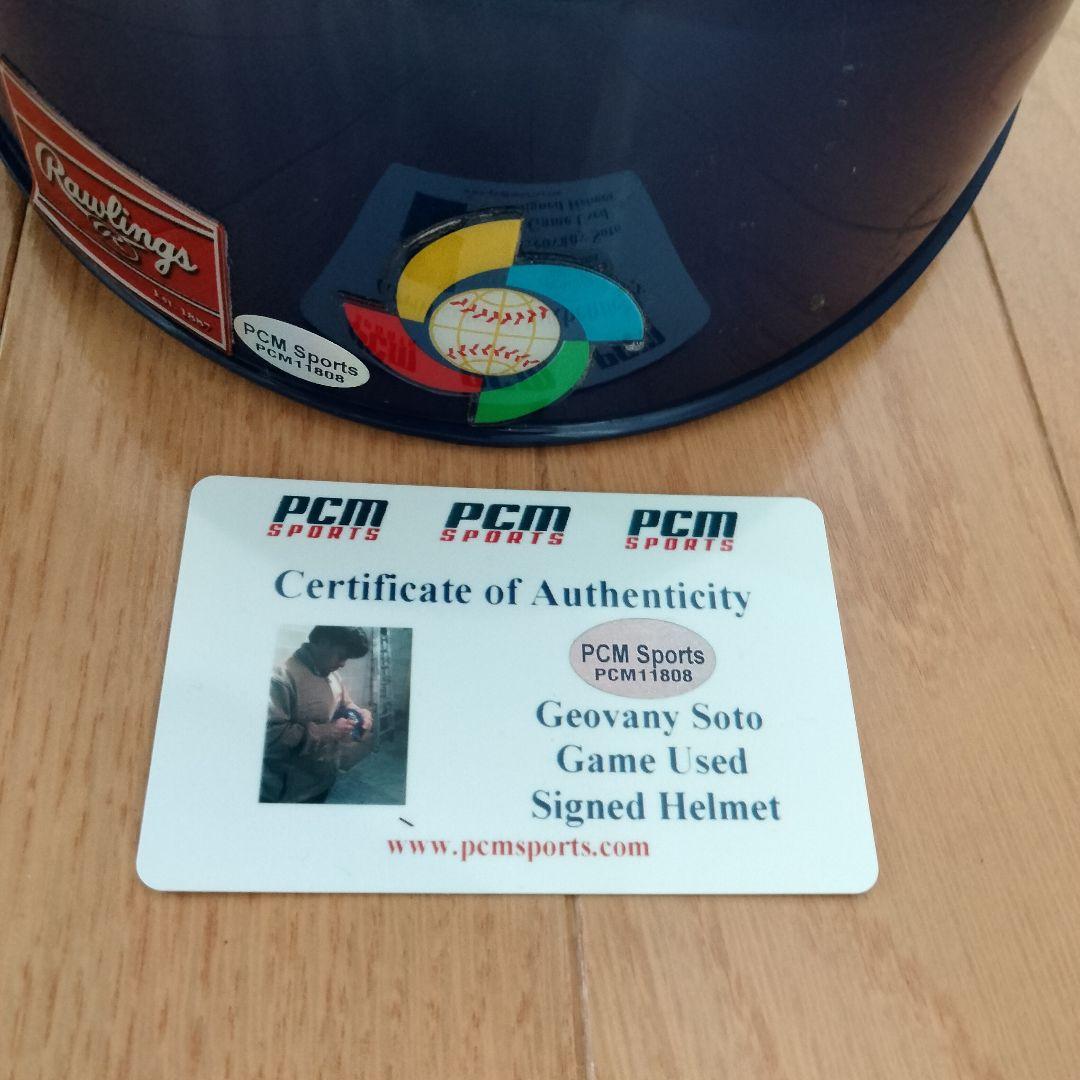 Rawlings
Est. 1887
PCM Sports
PCM11808
PCM PCM PCM
SPORTS SPORTS SPORTS
Certificate of Authenticity
PCM Sports
PCM11808
Geovany Soto
Game Used
Signed Helmet
www.pcmsports.com